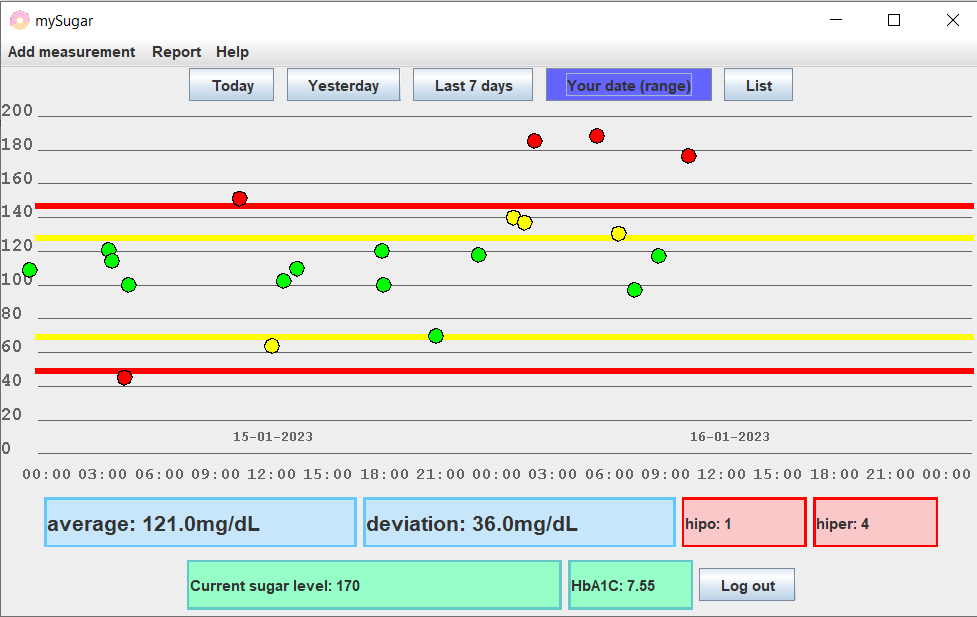 mySugar
Add measurement Report Help
Today Yesterday Last 7 days Your date (range) List
200
180
160
140
120
100
80
60
40
20
0
15-01-2023 16-01-2023
00:00 03:00 06:00 09:00 12:00 15:00 18:00 21:00 00:00 03:00 06:00 09:00 12:00 15:00 18:00 21:00 00:00
average: 121.0mg/dL deviation: 36.0mg/dL hipo: 1 hiper: 4
Current sugar level: 170 HbA1C: 7.55 Log out